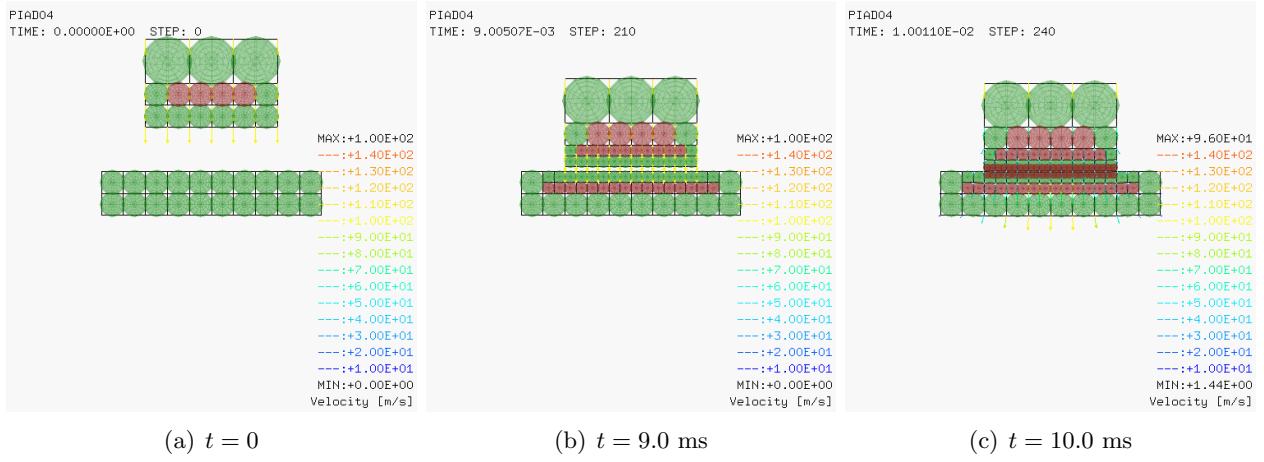 PIAD04
TIME: 0.00000E+00 STEP: 0
MAX:+1.00E+02
---:+1.40E+02
---:+1.30E+02
---:+1.20E+02
---:+1.10E+02
---:+1.00E+02
---:+9.00E+01
---:+8.00E+01
---:+7.00E+01
---:+6.00E+01
---:+5.00E+01
---:+4.00E+01
---:+3.00E+01
---:+2.00E+01
---:+1.00E+01
MIN:+0.00E+00
Velocity [m/s]
(a) t = 0
PIAD04
TIME: 9.00507E-03 STEP: 210
MAX:+1.00E+02
---:+1.40E+02
---:+1.30E+02
---:+1.20E+02
---:+1.10E+02
---:+1.00E+02
---:+9.00E+01
---:+8.00E+01
---:+7.00E+01
---:+6.00E+01
---:+5.00E+01
---:+4.00E+01
---:+3.00E+01
---:+2.00E+01
---:+1.00E+01
MIN:+0.00E+00
Velocity [m/s]
(b) t = 9.0 ms
PIAD04
TIME: 1.00110E-02 STEP: 240
MAX:+9.60E+01
---:+1.40E+02
---:+1.30E+02
---:+1.20E+02
---:+1.10E+02
---:+1.00E+02
---:+9.00E+01
---:+8.00E+01
---:+7.00E+01
---:+6.00E+01
---:+5.00E+01
---:+4.00E+01
---:+3.00E+01
---:+2.00E+01
---:+1.00E+01
MIN:+1.44E+00
Velocity [m/s]
(c) t = 10.0 ms